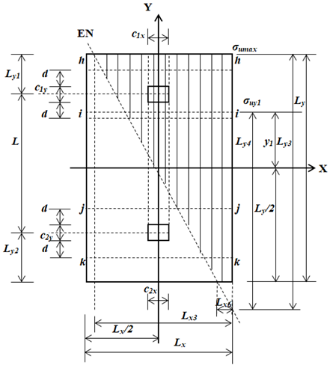 Y
EN
c1x
h
h
σumax
Ly1
d
c1y
d
i
i
σuy1
L
Ly4
y1
Ly3
Ly
X
Ly/2
j
j
d
c2y
d
Ly2
k
k
c2x
Lx6
Lx3
Lx/2
Lx